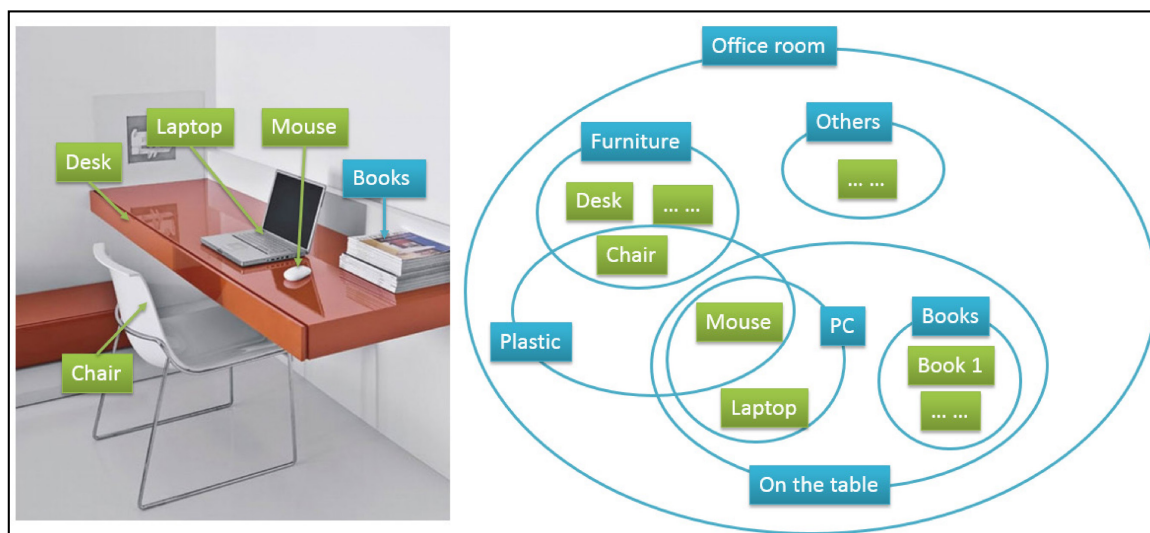 Laptop
Mouse
Desk
Books
Chair
Office room
Others
... ...
Furniture
Desk
... ...
Chair
Mouse
PC
Books
Plastic
Book 1
Laptop
... ...
On the table